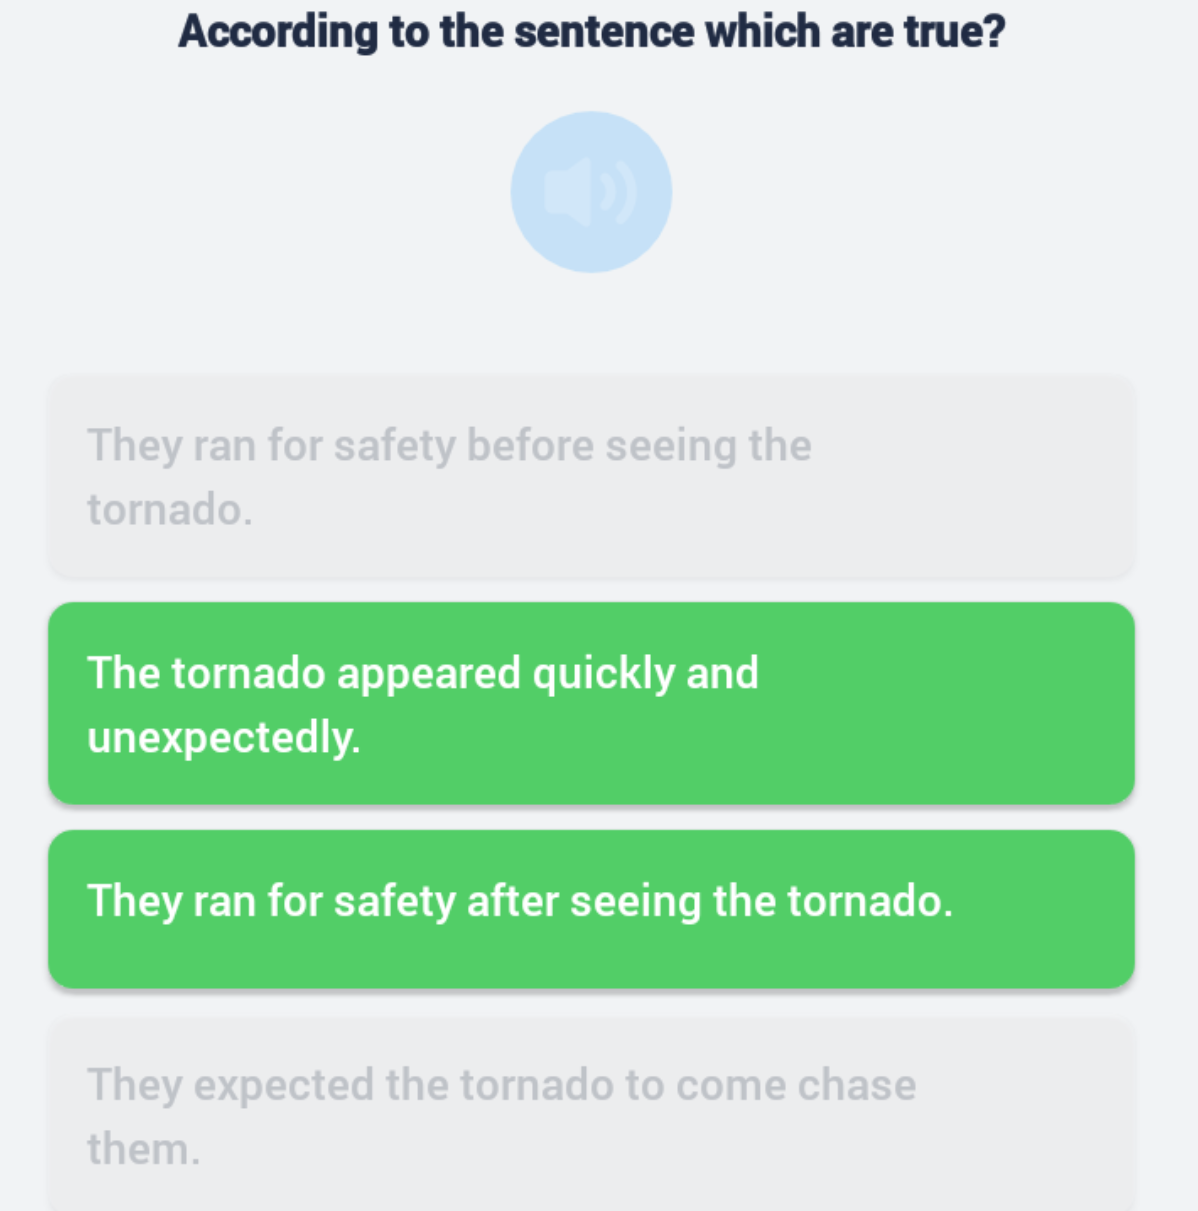 According to the sentence which are true?
They ran for safety before seeing the
tornado.
The tornado appeared quickly and
unexpectedly.
They ran for safety after seeing the tornado.
They expected the tornado to come chase
them.